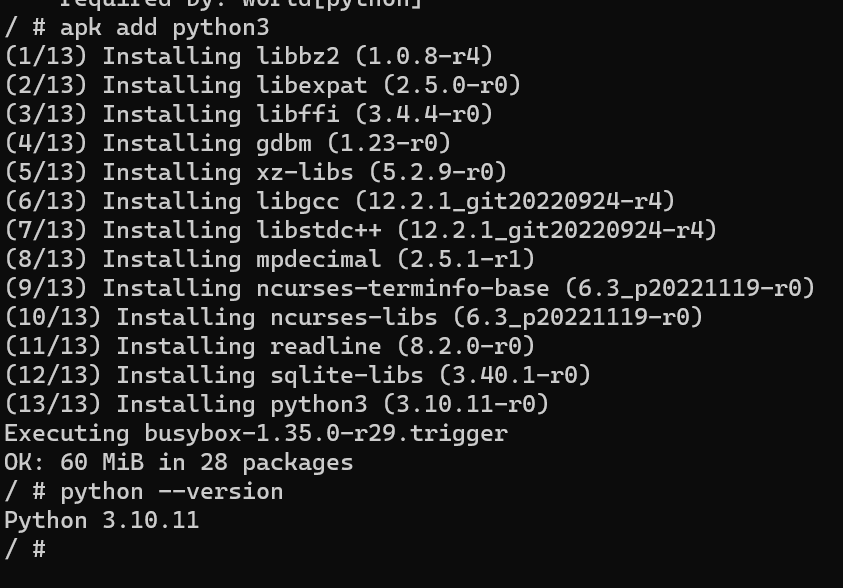 required by: world[python]
/ # apk add python3
(1/13) Installing libbz2 (1.0.8-r4)
(2/13) Installing libexpat (2.5.0-r0)
(3/13) Installing libffi (3.4.4-r0)
(4/13) Installing gdbm (1.23-r0)
(5/13) Installing xz-libs (5.2.9-r0)
(6/13) Installing libgcc (12.2.1_git20220924-r4)
(7/13) Installing libstdc++ (12.2.1_git20220924-r4)
(8/13) Installing mpdecimal (2.5.1-r1)
(9/13) Installing ncurses-terminfo-base (6.3_p20221119-r0)
(10/13) Installing ncurses-libs (6.3_p20221119-r0)
(11/13) Installing readline (8.2.0-r0)
(12/13) Installing sqlite-libs (3.40.1-r0)
(13/13) Installing python3 (3.10.11-r0)
Executing busybox-1.35.0-r29.trigger
OK: 60 MiB in 28 packages
/ # python --version
Python 3.10.11
/ #